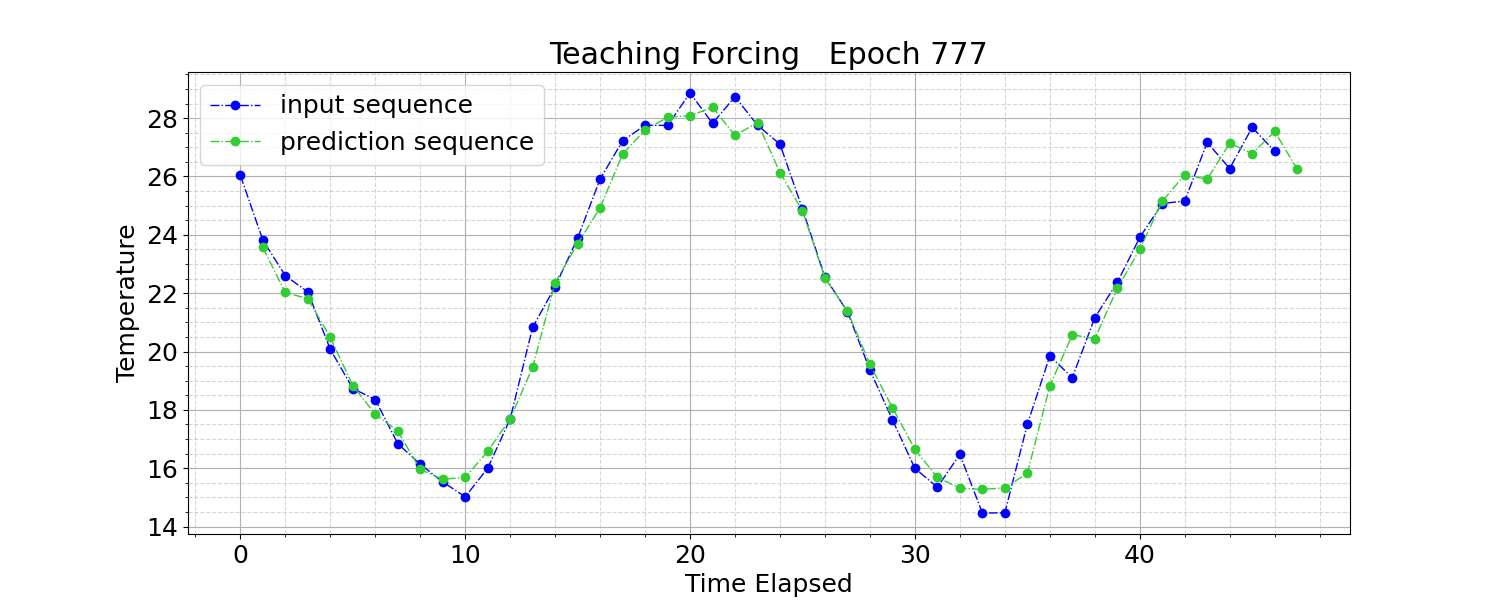 Teaching Forcing   Epoch 777
input sequence
prediction sequence
Temperature
28
26
24
22
20
18
16
14
0 10 20 30 40
Time Elapsed